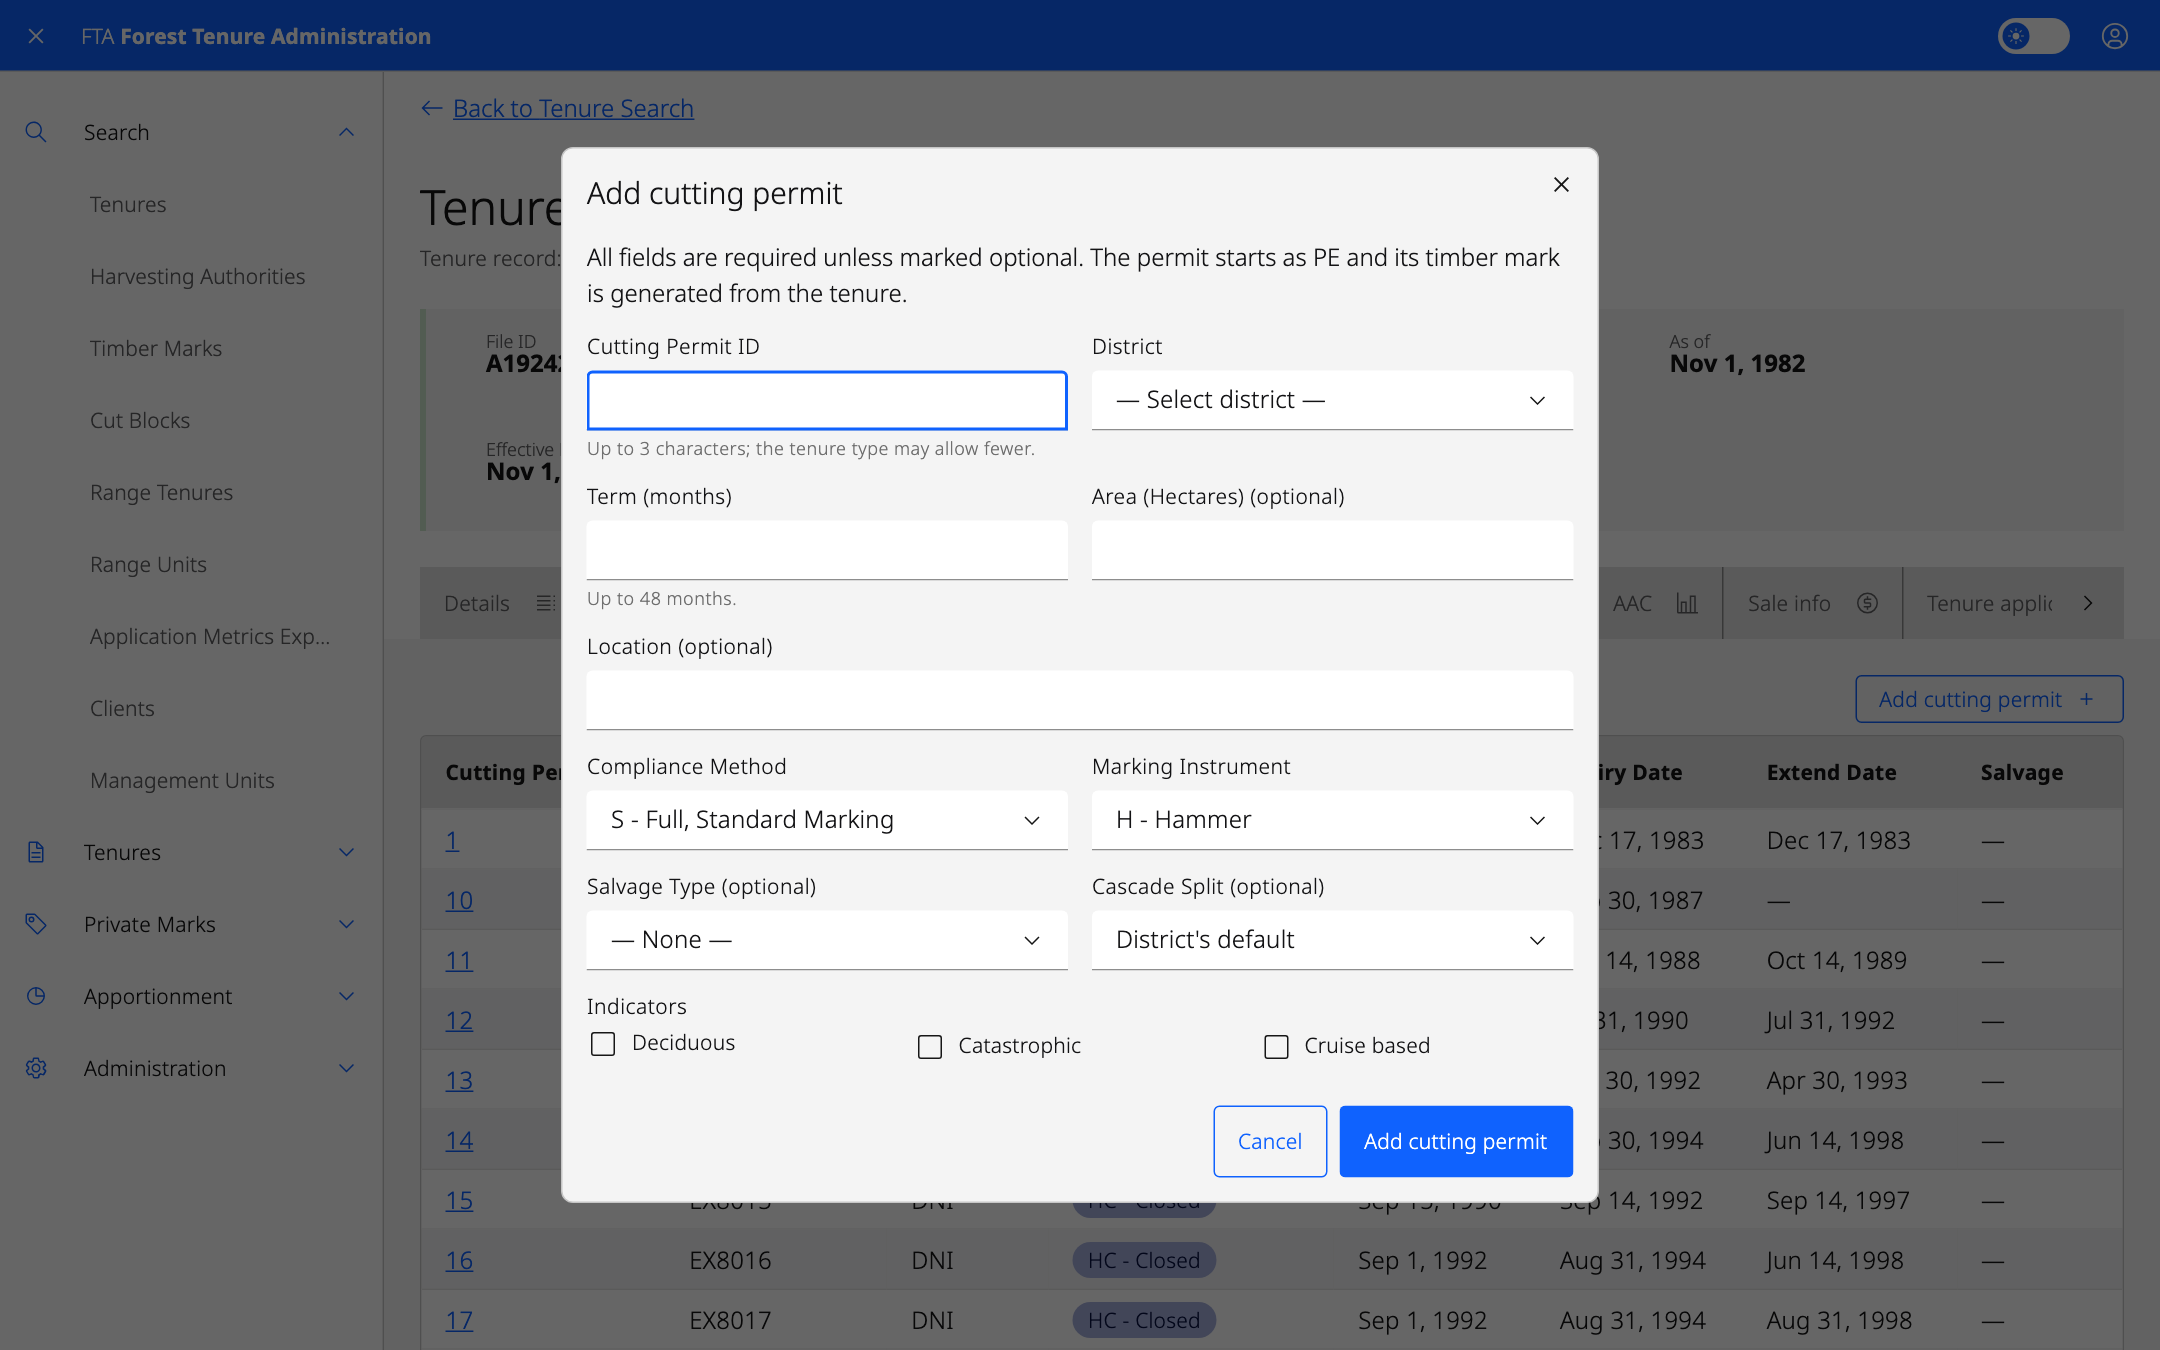 FTA Forest Tenure Administration
Search
Tenures
Harvesting Authorities
Timber Marks
Cut Blocks
Range Tenures
Range Units
Application Metrics Exp...
Clients
Management Units
Tenures
Private Marks
Apportionment
Administration
Back to Tenure Search
Tenure
Tenure record:
File ID
As of
Nov 1, 1982
Effective
Nov 1,
Details
AAC
Sale info
Tenure applic
Add cutting permit +
Add cutting permit
All fields are required unless marked optional. The permit starts as PE and its timber mark
is generated from the tenure.
Cutting Permit ID
District
— Select district —
Up to 3 characters; the tenure type may allow fewer.
Term (months)
Area (Hectares) (optional)
Up to 48 months.
Location (optional)
Compliance Method
Marking Instrument
S - Full, Standard Marking
H - Hammer
Salvage Type (optional)
Cascade Split (optional)
— None —
District's default
Indicators
Deciduous
Catastrophic
Cruise based
Cancel
Add cutting permit
Cutting Extend Date Salvage
1 17, 1983 Dec 17, 1983 —
10 30, 1987 — —
11 14, 1988 Oct 14, 1989 —
12 31, 1990 Jul 31, 1992 —
13 30, 1992 Apr 30, 1993 —
14 30, 1994 Jun 14, 1998 —
15 14, 1992 Sep 14, 1997 —
16 EX8016 DNI HC - Closed Sep 1, 1992 Aug 31, 1994 Jun 14, 1998 —
17 EX8017 DNI HC - Closed Sep 1, 1992 Aug 31, 1994 Aug 31, 1998 —